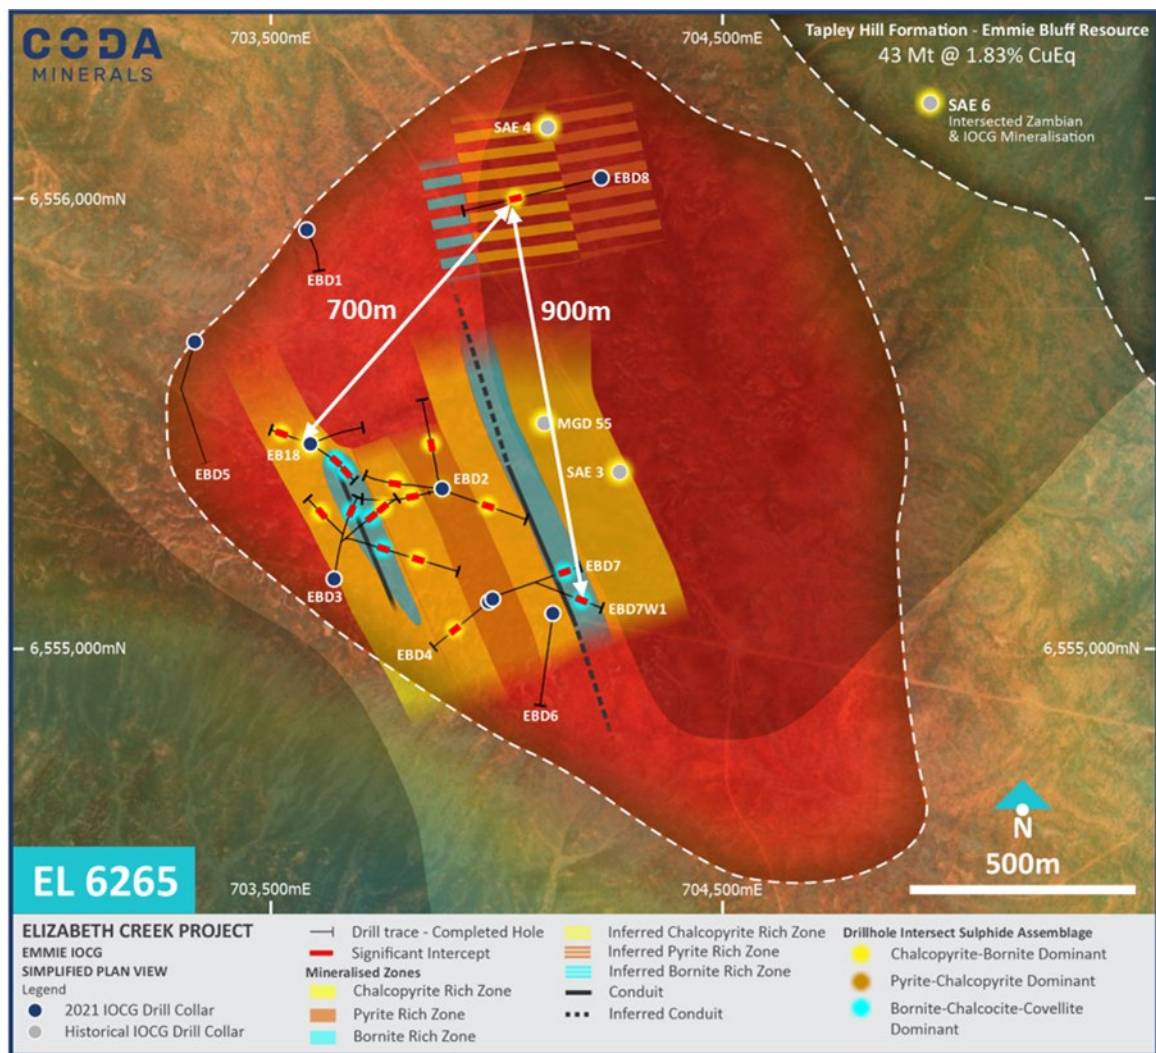 CODA
MINERALS
703,500mE
704,500mE
Tapley Hill Formation - Emmie Bluff Resource
43 Mt @ 1.83% CuEq
SAE 6
Intersected Zambian
& IOCG Mineralisation
SAE 4
EBD8
6,556,000mN
EBD1
700m
900m
EBD5
EB18
MGD 55
SAE 3
EBD2
EBD3
EBD7
EBD7W1
EBD4
EBD6
6,555,000mN
6,555,000mN
N
500m
EL 6265
703,500mE
704,500mE
ELIZABETH CREEK PROJECT
EMMIE IOCG
SIMPLIFIED PLAN VIEW
Legend
2021 IOCG Drill Collar
Historical IOCG Drill Collar
Drill trace - Completed Hole
Significant Intercept
Mineralised Zones
Chalcopyrite Rich Zone
Pyrite Rich Zone
Bornite Rich Zone
Inferred Chalcopyrite Rich Zone
Inferred Pyrite Rich Zone
Inferred Bornite Rich Zone
Conduit
Inferred Conduit
Drillhole Intersect Sulphide Assemblage
Chalcopyrite-Bornite Dominant
Pyrite-Chalcopyrite Dominant
Bornite-Chalcocite-Covellite
Dominant